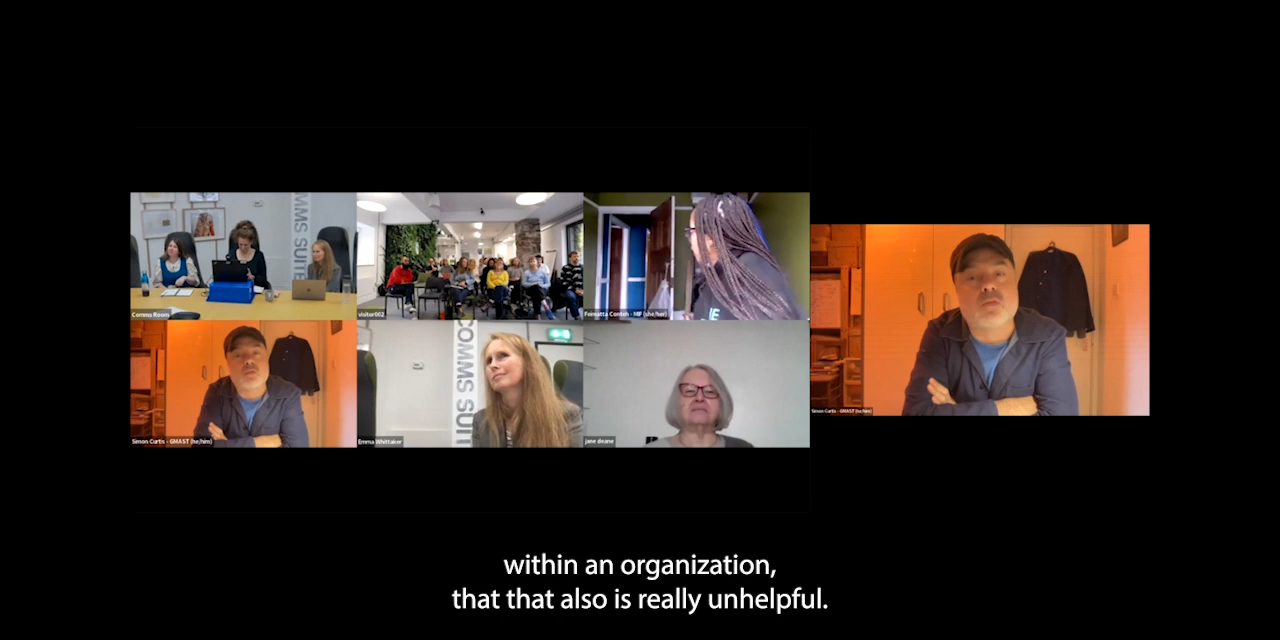 COMMS SUITE
Comms Room
visitor002
Feimatta Conteh - MIF (she/her)
COMMS SUIT
Simon Curtis - GMAST (he/him)
Emma Whittaker
jane deane
Simon Curtis - GMAST (he/him)
within an organization,
that that also is really unhelpful.